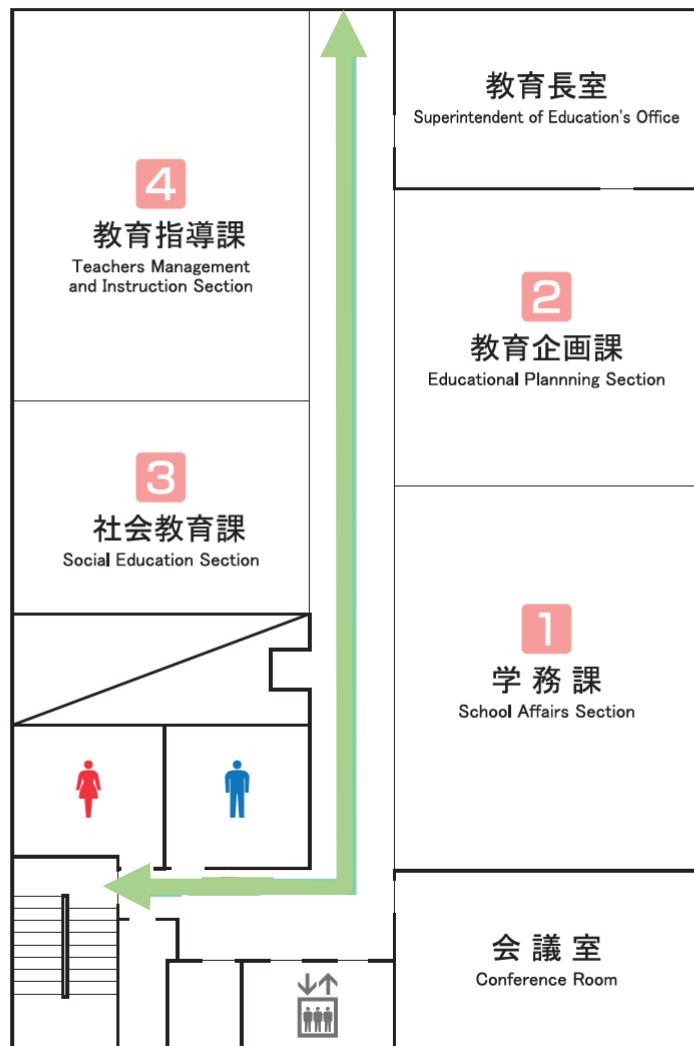 教育長室
Superintendent of Education's Office
4
教育指導課
Teachers Management
and Instruction Section
2
教育企画課
Educational Plannning Section
3
社会教育課
Social Education Section
1
学務課
School Affairs Section
会議室
Conference Room